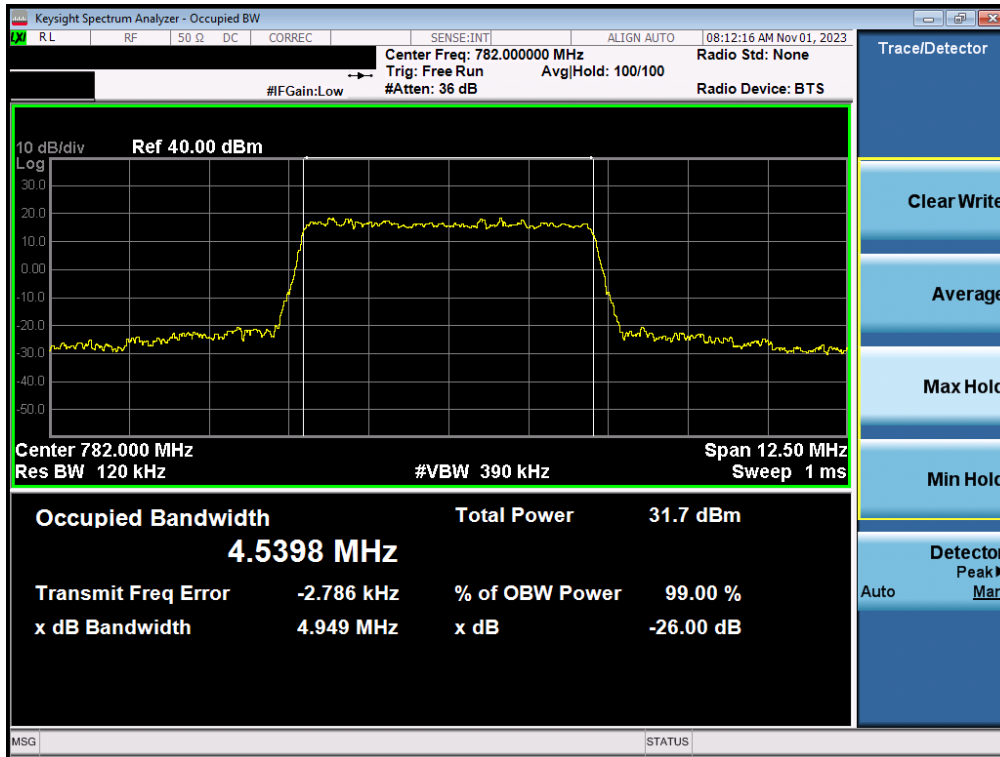 Keysight Spectrum Analyzer - Occupied BW
LXI RL RF 50 Ω DC CORREC SENSE:INT ALIGN AUTO 08:12:16 AM Nov 01, 2023
Center Freq: 782.000000 MHz Radio Std: None
Trig: Free Run Avg|Hold: 100/100
#IFGain:Low #Atten: 36 dB Radio Device: BTS
Trace/Detector
10 dB/div Ref 40.00 dBm
Log
30.0
20.0
10.0
0.00
-10.0
-20.0
-30.0
-40.0
-50.0
Center 782.000 MHz Span 12.50 MHz
Res BW 120 kHz #VBW 390 kHz Sweep 1 ms
Occupied Bandwidth Total Power 31.7 dBm
4.5398 MHz
Transmit Freq Error -2.786 kHz % of OBW Power 99.00 %
x dB Bandwidth 4.949 MHz x dB -26.00 dB
Clear Write
Average
Max Hold
Min Hold
Detector
Peak
Auto Man
MSG STATUS